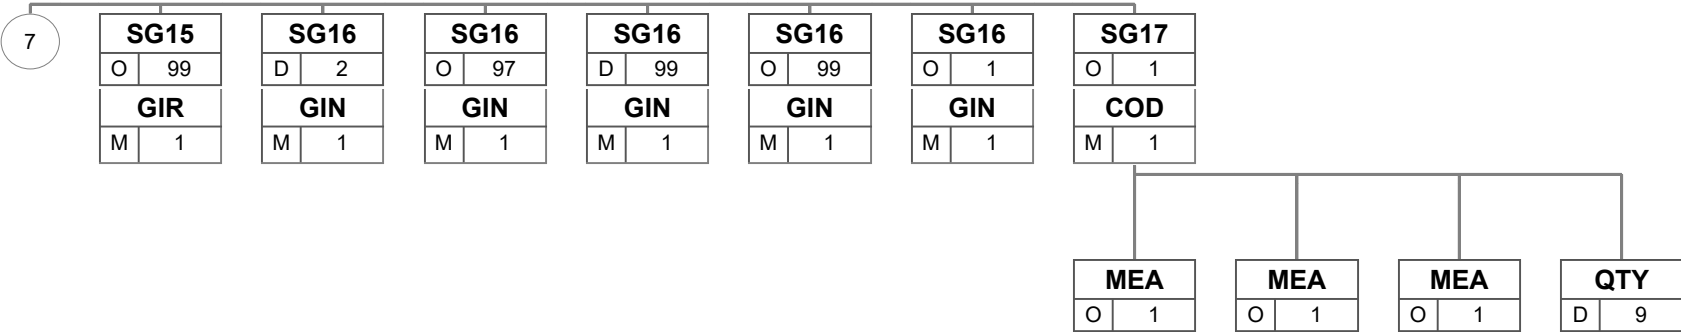 7
SG15 SG16 SG16 SG16 SG16 SG16 SG17
O 99 D 2 O 97 D 99 O 99 O 1 O 1
GIR GIN GIN GIN GIN GIN COD
M 1 M 1 M 1 M 1 M 1 M 1 M 1
MEA MEA MEA QTY
O 1 O 1 O 1 D 9